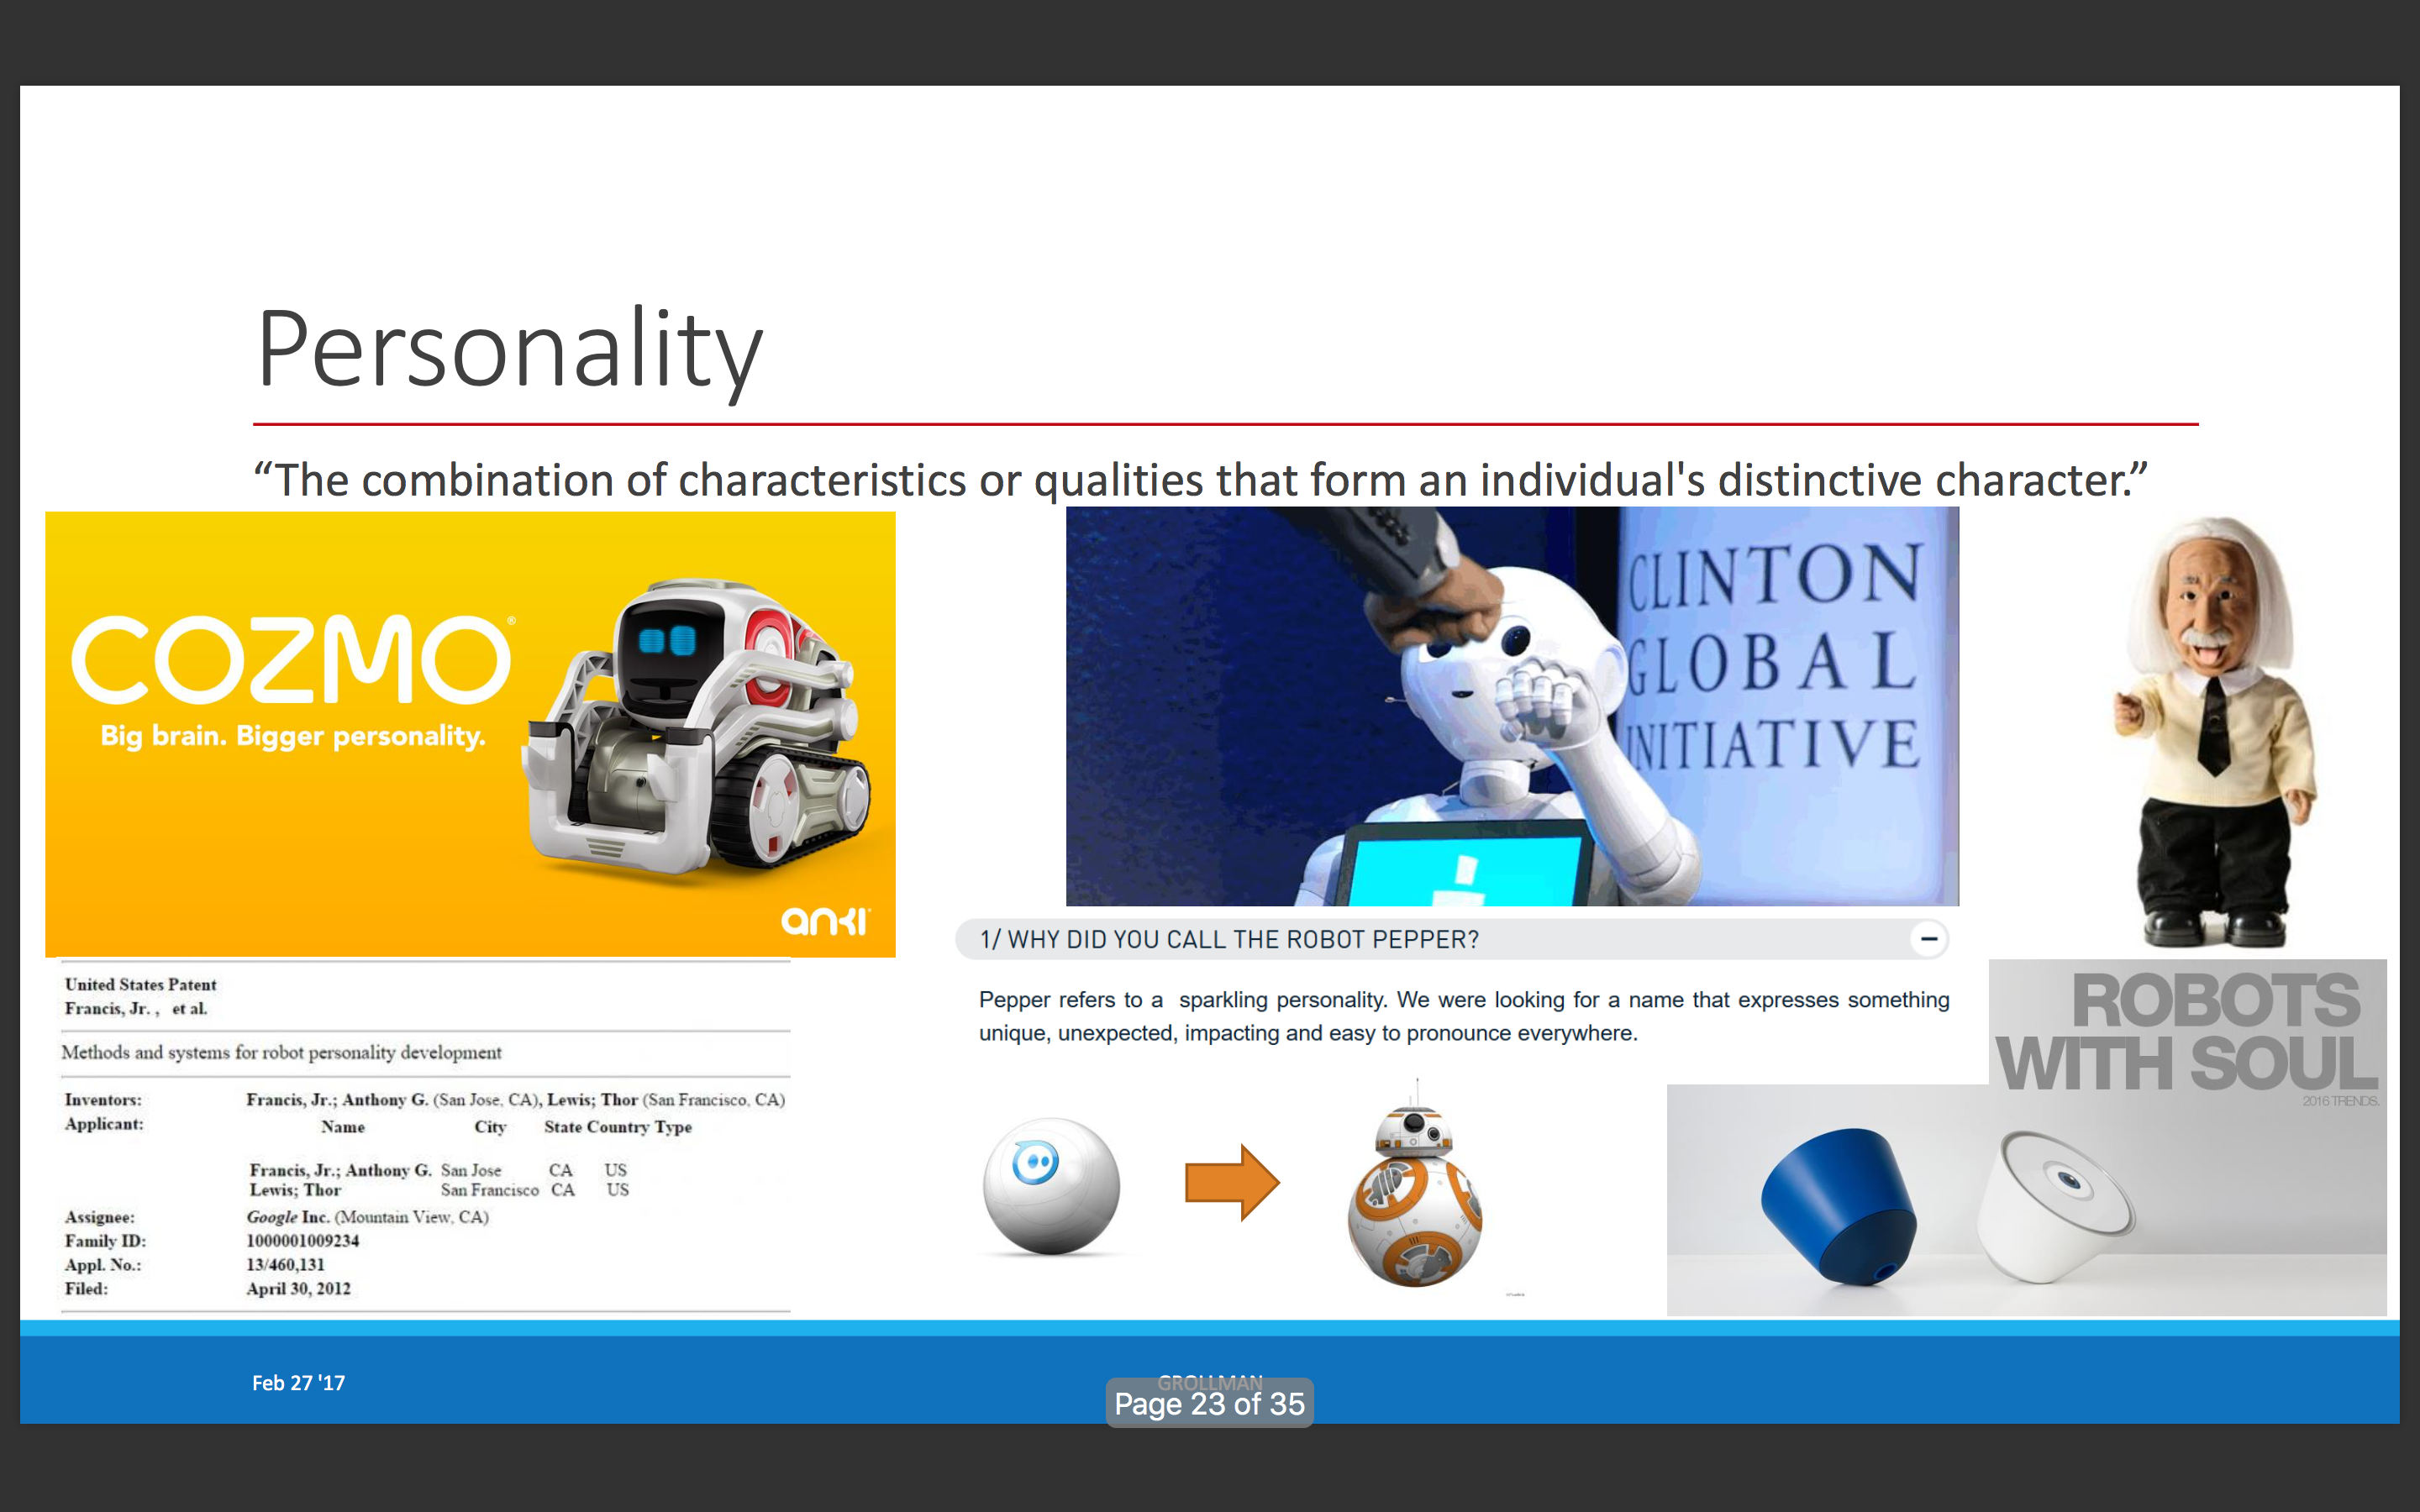 Personality
“The combination of characteristics or qualities that form an individual's distinctive character.”
COZMO®
Big brain. Bigger personality.
anki
CLINTON
GLOBAL
INITIATIVE
1/ WHY DID YOU CALL THE ROBOT PEPPER?
Pepper refers to a sparkling personality. We were looking for a name that expresses something
unique, unexpected, impacting and easy to pronounce everywhere.
United States Patent
Francis, Jr. , et al.
Methods and systems for robot personality development
Inventors: Francis, Jr.; Anthony G. (San Jose, CA), Lewis; Thor (San Francisco, CA)
Applicant: Name City State Country Type
Francis, Jr.; Anthony G. San Jose CA US
Lewis; Thor San Francisco CA US
Assignee: Google Inc. (Mountain View, CA)
Family ID: 1000001009234
Appl. No.: 13/460,131
Filed: April 30, 2012
ROBOTS
WITH SOUL
2016 TRENDS.
Feb 27 '17
GROLLMAN
Page 23 of 35